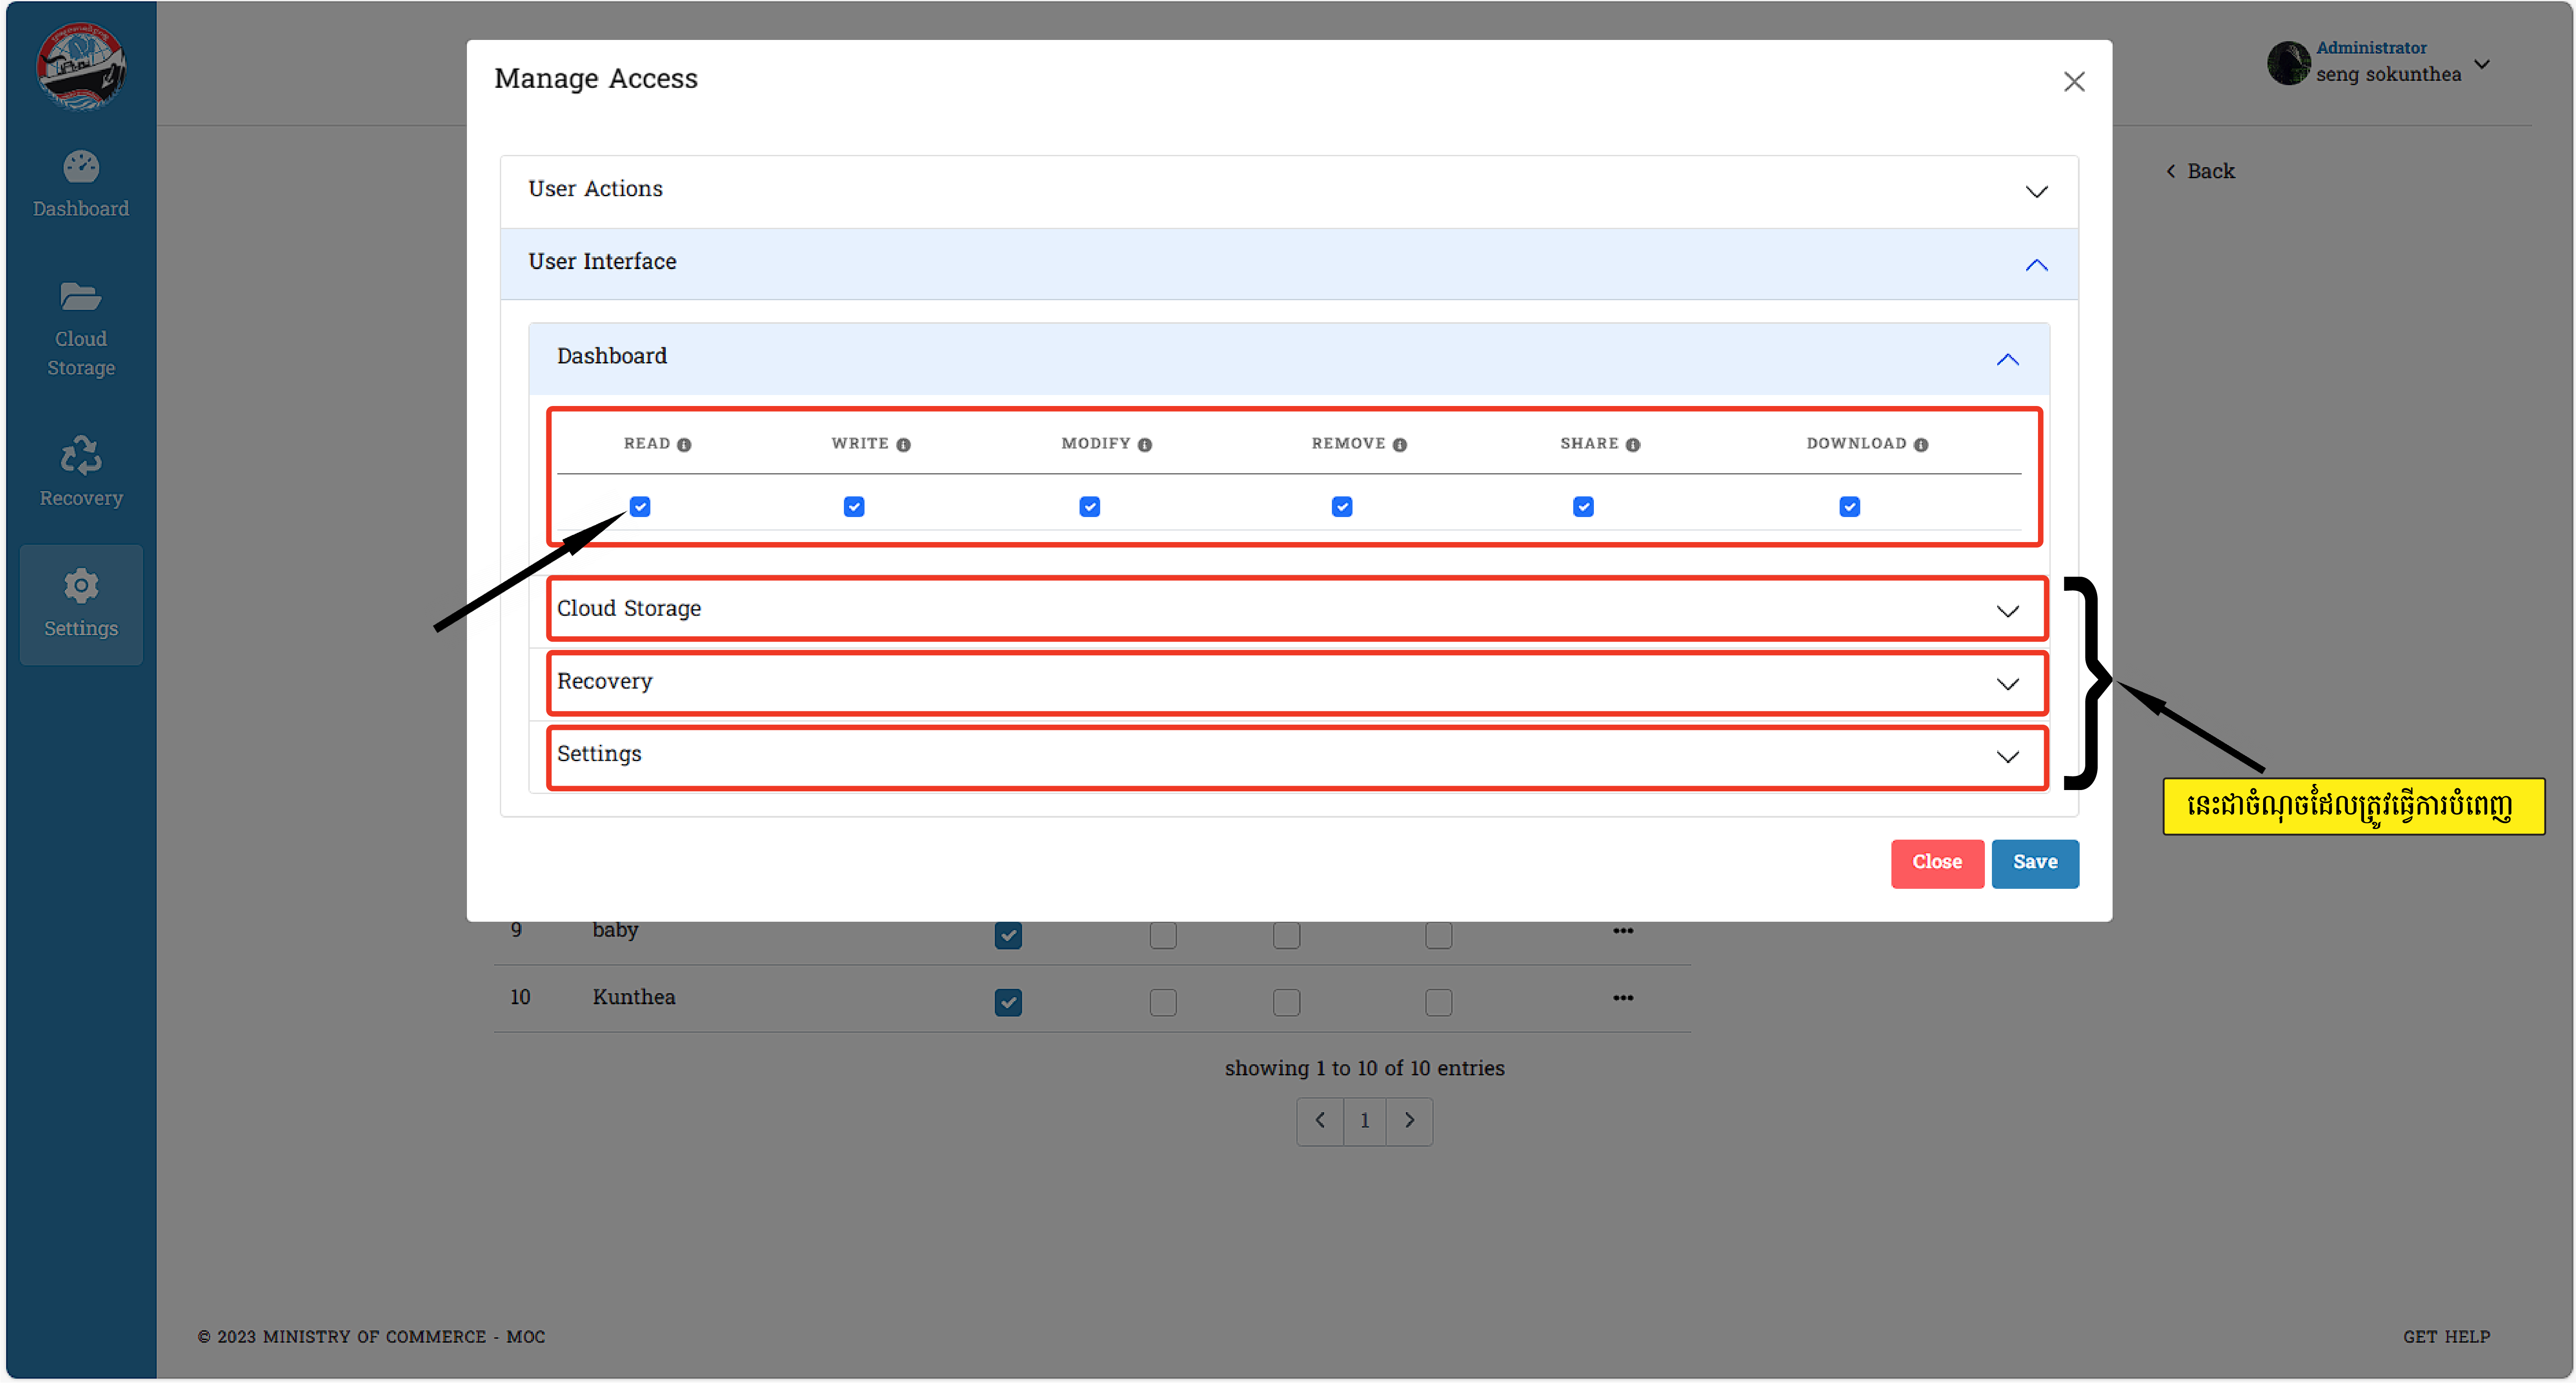 Administrator
seng sokunthea
Dashboard
Cloud
Storage
Recovery
Settings
Back
Manage Access
User Actions
User Interface
Dashboard
READ WRITE MODIFY REMOVE SHARE DOWNLOAD
Cloud Storage
Recovery
Settings
នេះជាចំណុចដែលត្រូវធ្វើការបំពេញ
Close Save
9 baby
10 Kunthea
showing 1 to 10 of 10 entries
1
© 2023 MINISTRY OF COMMERCE - MOC
GET HELP